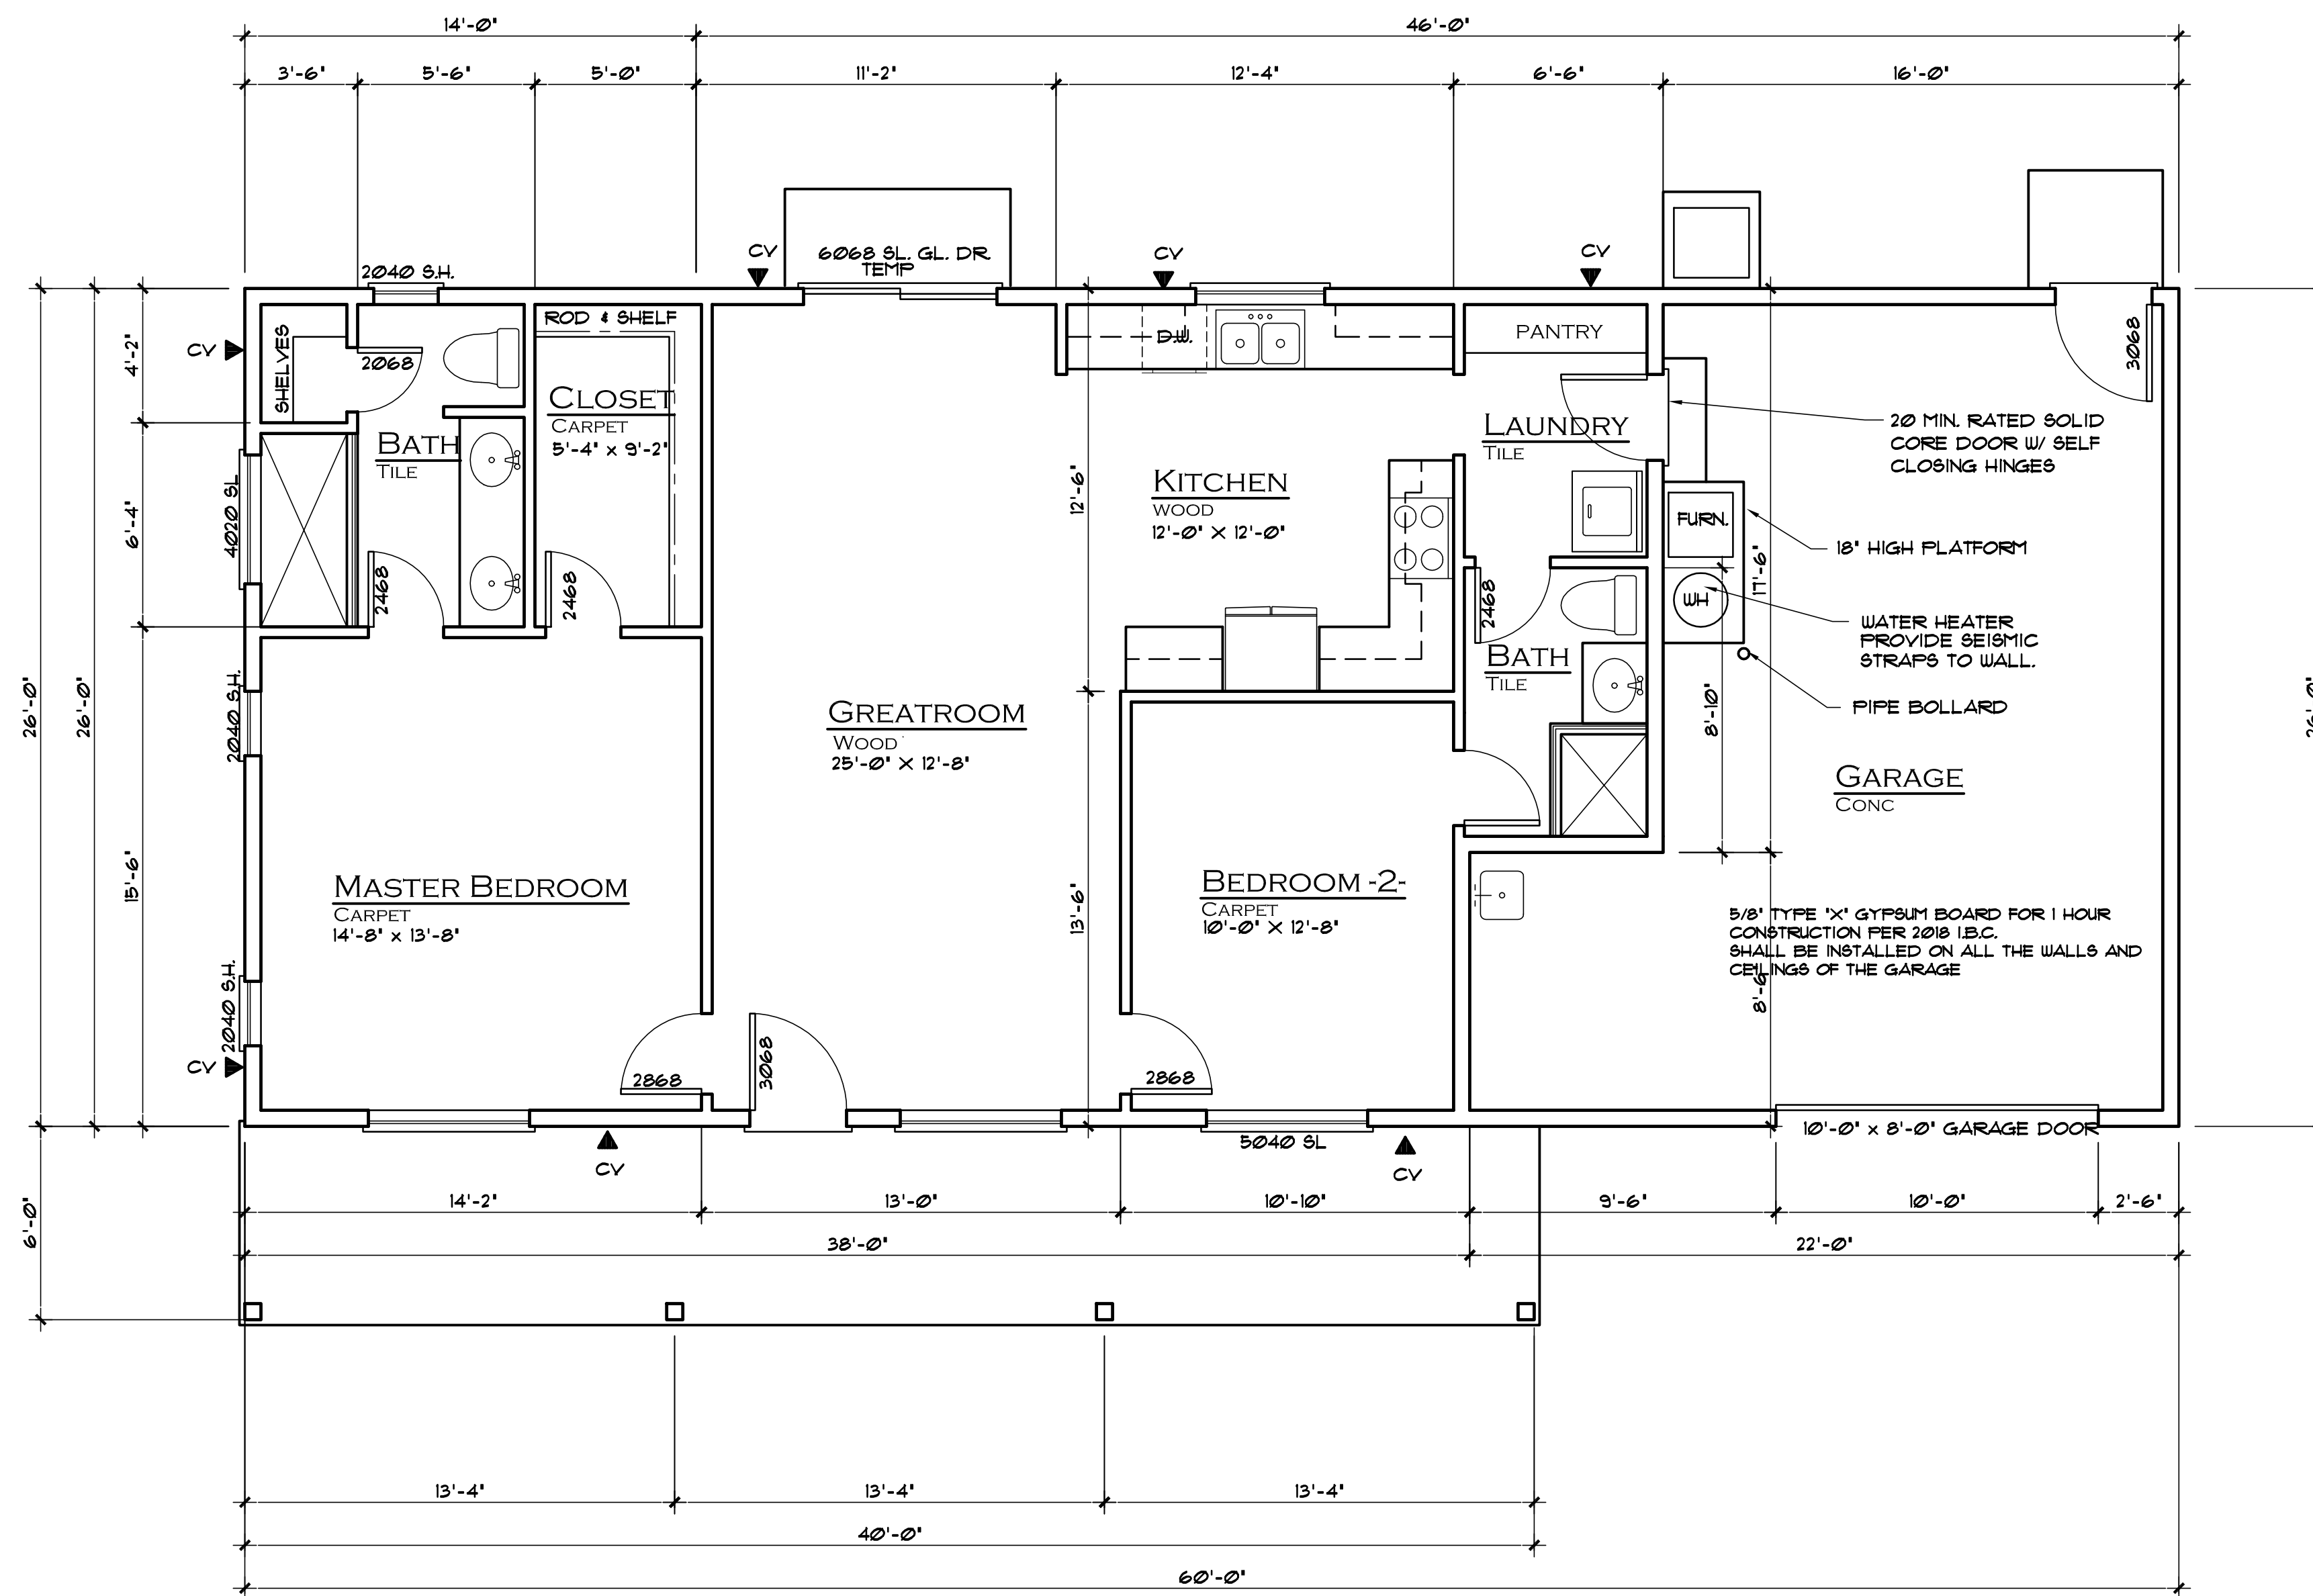 14'-0"
46'-0"
3'-6"
5'-6"
5'-0"
11'-2"
12'-4"
6'-6"
16'-0"
CV
CV
CV
6068 SL. GL. DR.
TEMP
2040 S.H.
ROD & SHELF
D.W.
PANTRY
CV
4'-2"
SHELVES
2068
3068
CLOSET
CARPET
5'-4" x 9'-2"
BATH
TILE
LAUNDRY
TILE
20 MIN. RATED SOLID
CORE DOOR W/ SELF
CLOSING HINGES
4020 SL
6'-4"
12'-6"
KITCHEN
WOOD
12'-0" X 12'-0"
FURN.
18" HIGH PLATFORM
17'-6"
2468
2468
2468
WH
WATER HEATER
PROVIDE SEISMIC
STRAPS TO WALL.
BATH
TILE
26'-0"
26'-0"
2040 S.H.
8'-10"
PIPE BOLLARD
26'-0"
GREATROOM
WOOD
25'-0" X 12'-8"
GARAGE
CONC
15'-6"
MASTER BEDROOM
CARPET
14'-8" x 13'-8"
13'-6"
BEDROOM -2-
CARPET
10'-0" X 12'-8"
5/8" TYPE "X" GYPSUM BOARD FOR 1 HOUR
CONSTRUCTION PER 2018 I.B.C.
SHALL BE INSTALLED ON ALL THE WALLS AND
CEILINGS OF THE GARAGE
8'-6"
2040 S.H.
CV
2868
3068
2868
CV
5040 SL
CV
10'-0" x 8'-0" GARAGE DOOR
6'-0"
14'-2"
13'-0"
10'-10"
9'-6"
10'-0"
2'-6"
38'-0"
22'-0"
13'-4"
13'-4"
13'-4"
40'-0"
60'-0"